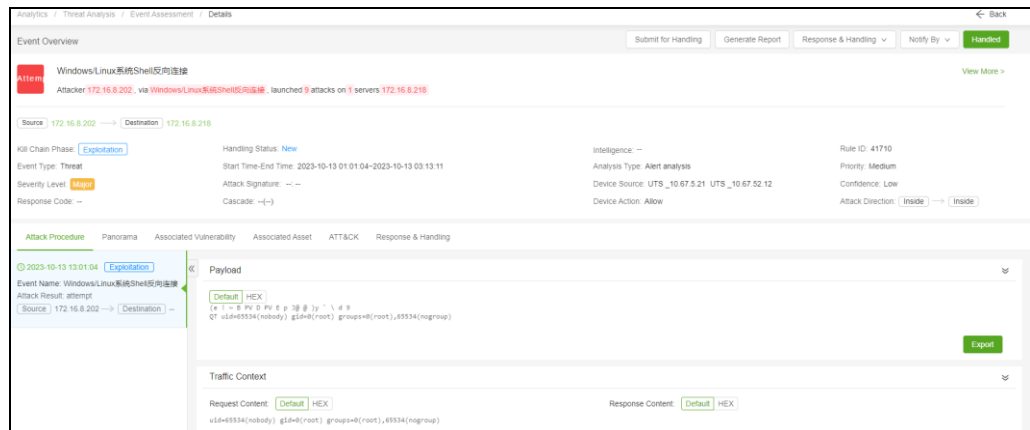 Analytics / Threat Analysis / Event Assessment / Details
Back
Event Overview
Submit for Handling
Generate Report
Response & Handling
Notify By
Handled
Attem
Windows/Linux系统Shell反向连接
View More >
Attacker 172.16.8.202 , via Windows/Linux系统Shell反向连接 , launched 9 attacks on 1 servers 172.16.8.218
Source 172.16.8.202 ---> Destination 172.16.8.218
Kill Chain Phase: Exploitation
Handling Status: New
Intelligence: --
Rule ID: 41710
Event Type: Threat
Start Time-End Time: 2023-10-13 01:01:04~2023-10-13 03:13:11
Analysis Type: Alert analysis
Priority: Medium
Severity Level: Major
Attack Signature: --; --
Device Source: UTS _10.67.5.21 UTS _10.67.52.12
Confidence: Low
Response Code: --
Cascade: --(--)
Device Action: Allow
Attack Direction: Inside ---> Inside
Attack Procedure
Panorama
Associated Vulnerability
Associated Asset
ATT&CK
Response & Handling
2023-10-13 13:01:04 Exploitation
Event Name: Windows/Linux系统Shell反向连接
Attack Result: attempt
Source 172.16.8.202 ---> Destination --
Payload
Default HEX
PV D PV E p 3@ @ )y ` \ d 9
QT uid=65534(nobody) gid=0(root) groups=0(root),65534(nogroup)
Export
Traffic Context
Request Content: Default HEX
Response Content: Default HEX
uid=65534(nobody) gid=0(root) groups=0(root),65534(nogroup)